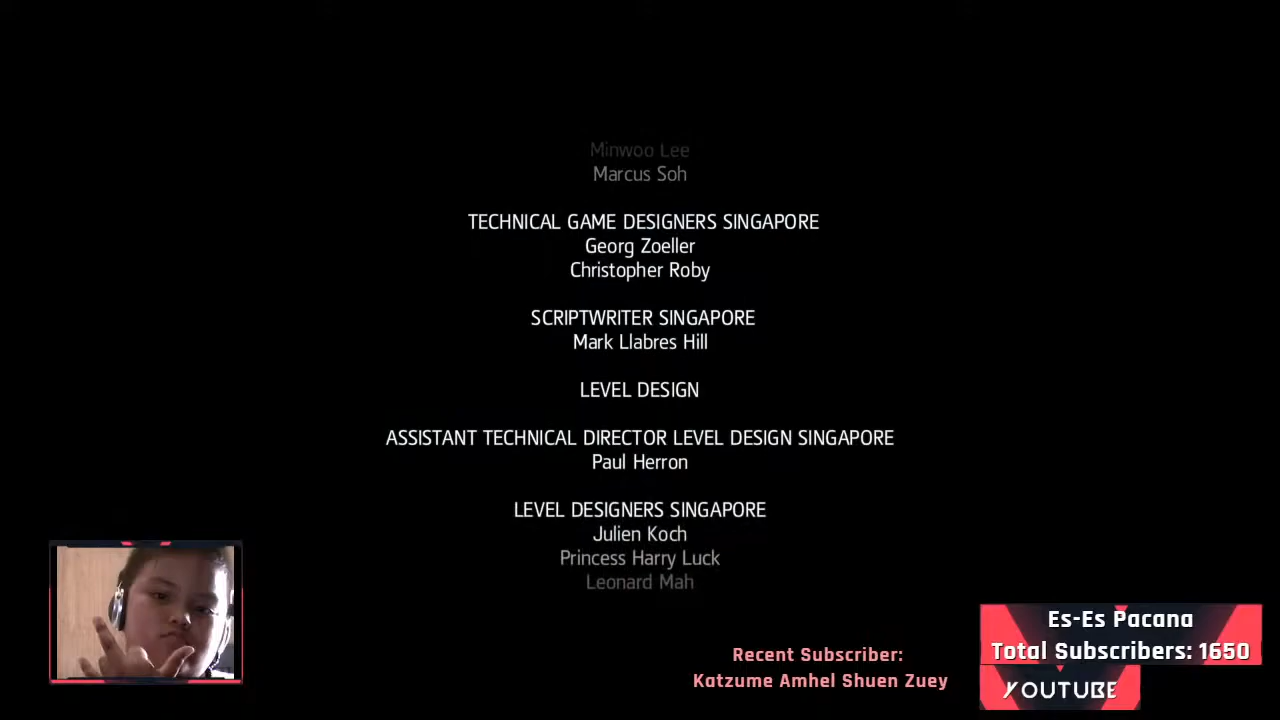 Minwoo Lee
Marcus Soh
TECHNICAL GAME DESIGNERS SINGAPORE
Georg Zoeller
Christopher Roby
SCRIPTWRITER SINGAPORE
Mark Llabres Hill
LEVEL DESIGN
ASSISTANT TECHNICAL DIRECTOR LEVEL DESIGN SINGAPORE
Paul Herron
LEVEL DESIGNERS SINGAPORE
Julien Koch
Princess Harry Luck
Leonard Mah
Recent Subscriber:
Katzume Amhel Shuen Zuey
Es-Es Pacana
Total Subscribers: 1650
YOUTUBE